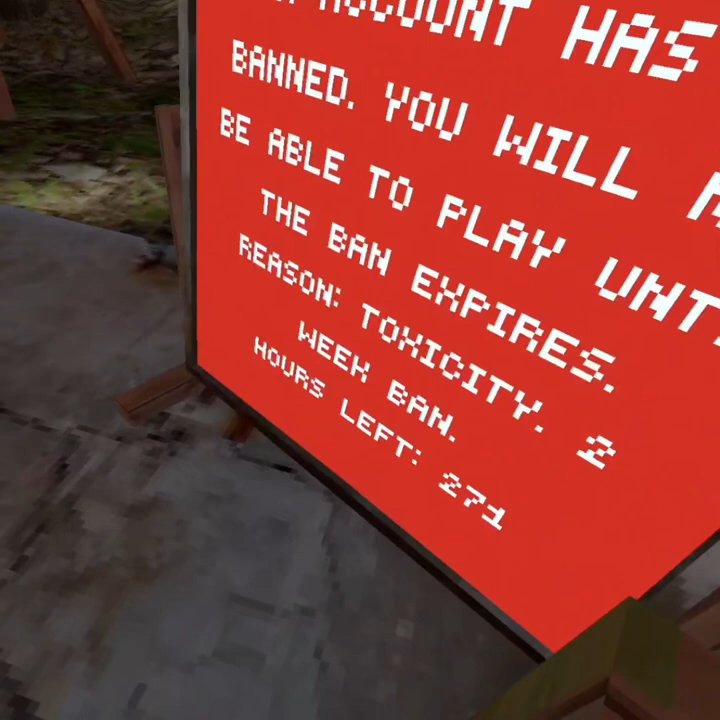 ACCOUNT HAS
BANNED. YOU WILL
BE ABLE TO PLAY UNT
THE BAN EXPIRES.
REASON: TOXICITY. 2
WEEK BAN.
HOURS LEFT: 271